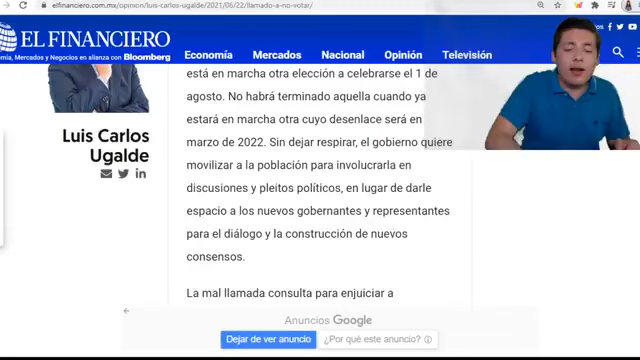 elfinanciero.com.mx/opinion/luis-carlos-ugalde/2021/06/22/llamado-a-no-votar/
EL FINANCIERO
Economía, Mercados y Negocios en alianza con Bloomberg
Economía
Mercados
Nacional
Opinión
Televisión
Luis Carlos
Ugalde
está en marcha otra elección a celebrarse el 1 de
agosto. No habrá terminado aquella cuando ya
estará en marcha otra cuyo desenlace será en
marzo de 2022. Sin dejar respirar, el gobierno quiere
movilizar a la población para involucrarla en
discusiones y pleitos políticos, en lugar de darle
espacio a los nuevos gobernantes y representantes
para el diálogo y la construcción de nuevos
consensos.
La mal llamada consulta para enjuiciar a
Anuncios Google
Dejar de ver anuncio
¿Por qué este anuncio?